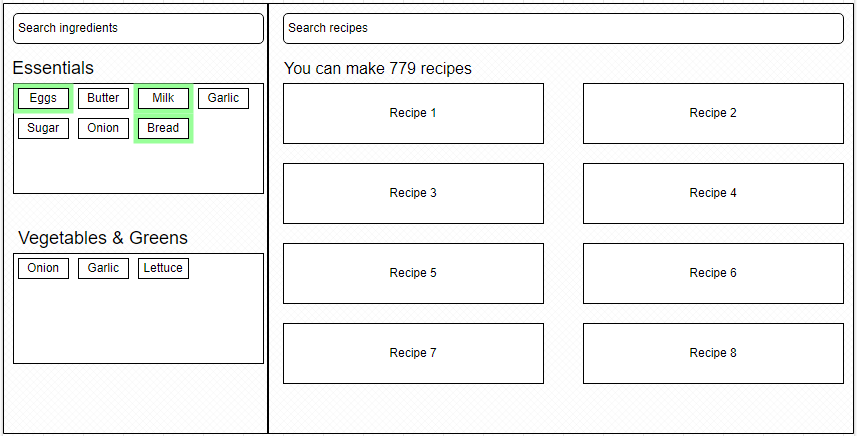 Search ingredients
Essentials
Eggs Butter Milk Garlic
Sugar Onion Bread
Vegetables & Greens
Onion Garlic Lettuce
Search recipes
You can make 779 recipes
Recipe 1 Recipe 2
Recipe 3 Recipe 4
Recipe 5 Recipe 6
Recipe 7 Recipe 8